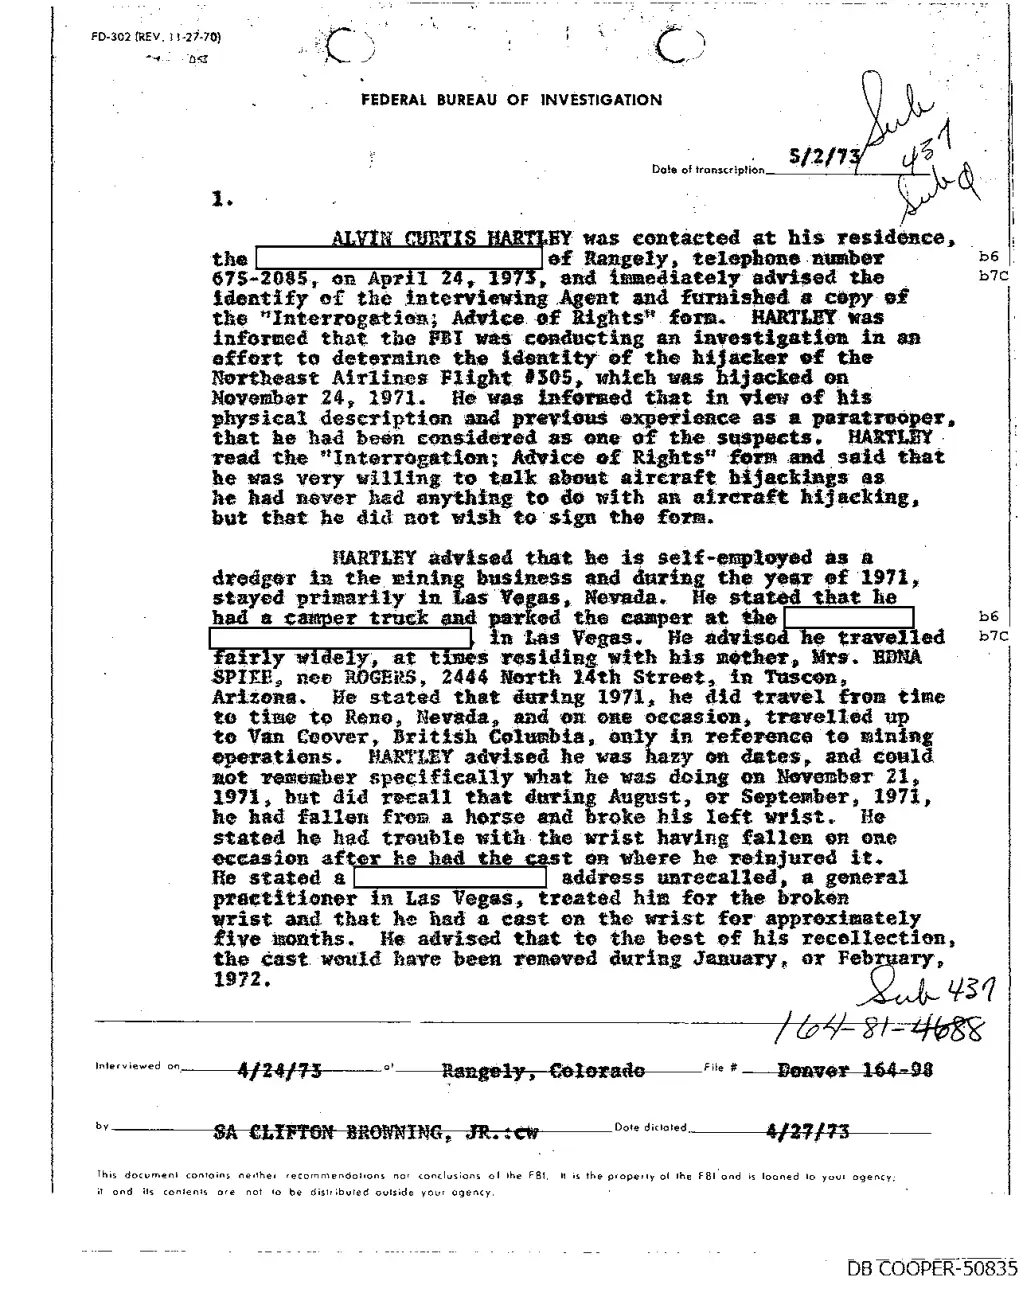 FD-302 (REV. 11-27-70)
FEDERAL BUREAU OF INVESTIGATION
Date of transcription 5/2/73
Sub
437
Sub Q
1.
ALVIN CURTIS HARTLEY was contacted at his residence,
the of Rangely, telephone number
675-2085, on April 24, 1973, and immediately advised the
identify of the interviewing Agent and furnished a copy of
the "Interrogation; Advice of Rights" form. HARTLEY was
informed that the FBI was conducting an investigation in an
effort to determine the identity of the hijacker of the
Northeast Airlines Flight #305, which was hijacked on
November 24, 1971. He was informed that in view of his
physical description and previous experience as a paratrooper,
that he had been considered as one of the suspects. HARTLEY
read the "Interrogation; Advice of Rights" form and said that
he was very willing to talk about aircraft hijackings as
he had never had anything to do with an aircraft hijacking,
but that he did not wish to sign the form.
b6
b7C
HARTLEY advised that he is self-employed as a
dredger in the mining business and during the year of 1971,
stayed primarily in Las Vegas, Nevada. He stated that he
had a camper truck and parked the camper at the
, in Las Vegas. He advised he travelled
fairly widely, at times residing with his mother, Mrs. EDNA
SPIEE, nee ROGERS, 2444 North 14th Street, in Tuscon,
Arizona. He stated that during 1971, he did travel from time
to time to Reno, Nevada, and on one occasion, travelled up
to Van Coover, British Columbia, only in reference to mining
operations. HARTLEY advised he was hazy on dates, and could
not remember specifically what he was doing on November 21,
1971, but did recall that during August, or September, 1971,
he had fallen from a horse and broke his left wrist. He
stated he had trouble with the wrist having fallen on one
occasion after he had the cast on where he reinjured it.
He stated a address unrecalled, a general
practitioner in Las Vegas, treated him for the broken
wrist and that he had a cast on the wrist for approximately
five months. He advised that to the best of his recollection,
the cast would have been removed during January, or February,
1972.
b6
b7C
Sub 437
164-81-4688
Interviewed on 4/24/73 at Rangely, Colorado File # Denver 164-98
by SA CLIFTON BROWNING, JR.:cw Date dictated 4/27/73
This document contains neither recommendations nor conclusions of the FBI. It is the property of the FBI and is loaned to your agency;
it and its contents are not to be distributed outside your agency.
DB COOPER-50835